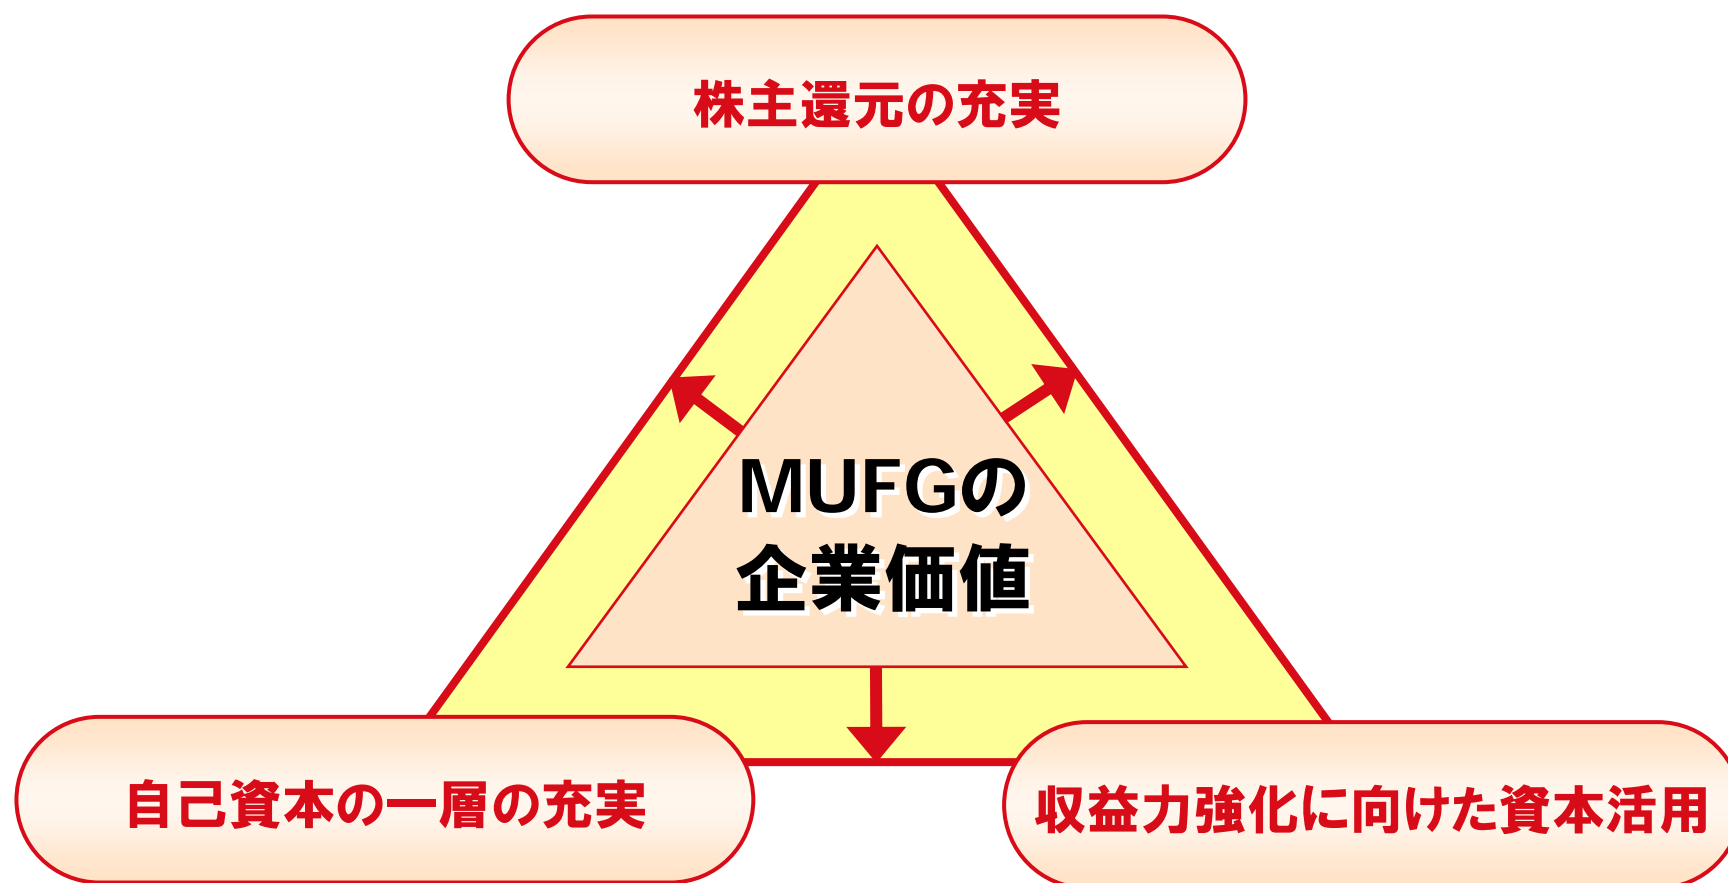 株主還元の充実
MUFGの
企業価値
自己資本の一層の充実
収益力強化に向けた資本活用